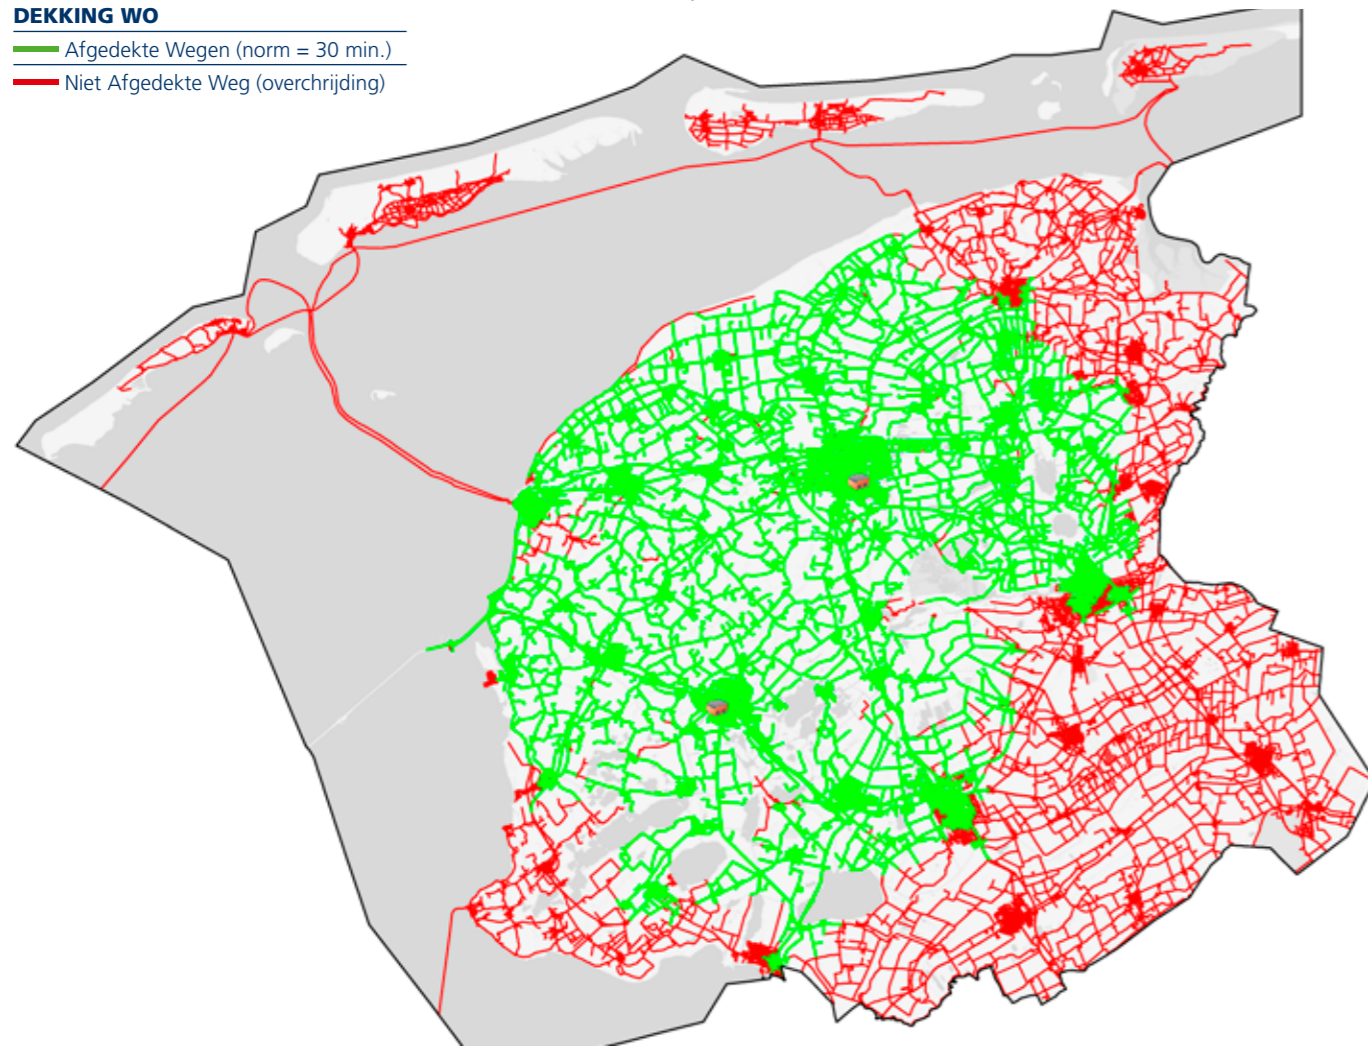 DEKKING WO
Afgedekte Wegen (norm = 30 min.)
Niet Afgedekte Weg (overchrijding)